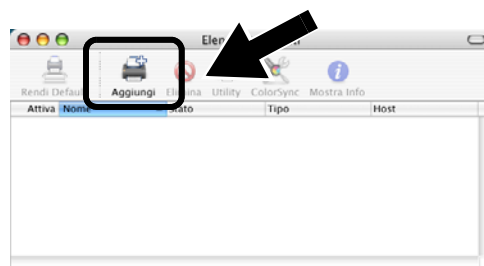 Rendi Default Aggiungi Elimina Utility ColorSync Mostra Info
Attiva Nome Stato Tipo Host